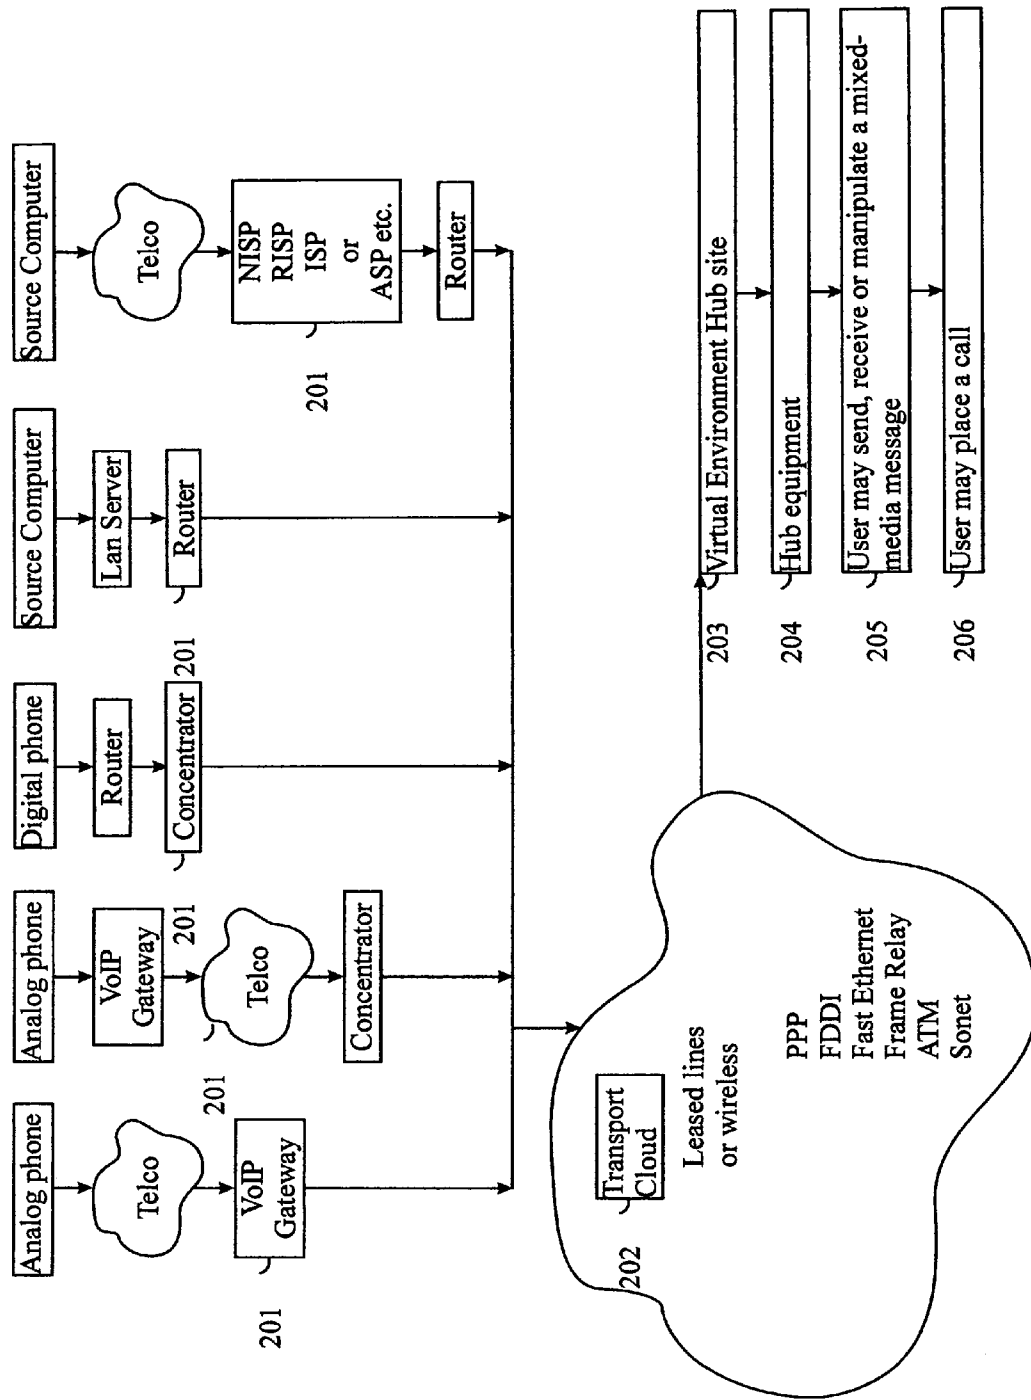 Analog phone
Telco
VoIP
Gateway
201
Analog phone
VoIP
Gateway
Telco
201
Concentrator
Digital phone
Router
Concentrator
201
Source Computer
Lan Server
Router
201
Source Computer
Telco
NISP
RISP
ISP
or
ASP etc.
201
Router
Transport
Cloud
202
Leased lines
or wireless
PPP
FDDI
Fast Ethernet
Frame Relay
ATM
Sonet
203
Virtual Environment Hub site
204
Hub equipment
205
User may send, receive or manipulate a mixed-
media message
206
User may place a call